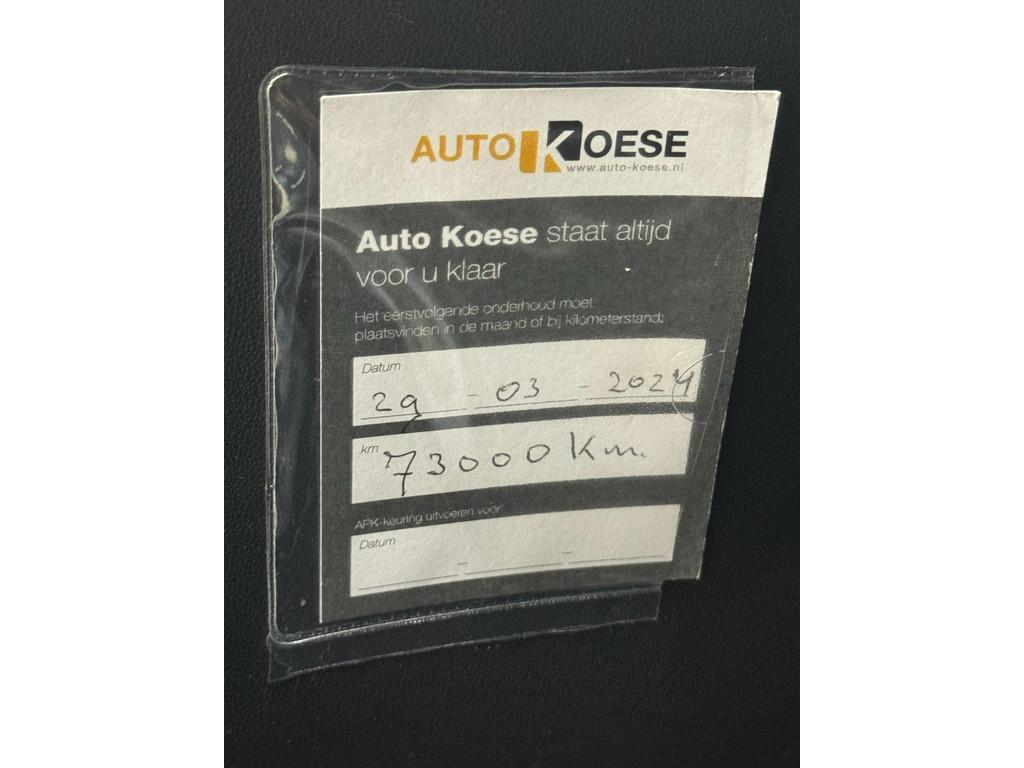 AUTO KOESE
www.auto-koese.nl
Auto Koese staat altijd
voor u klaar
Het eerstvolgende onderhoud moet
plaatsvinden in de maand of bij kilometerstand:
Datum
29 - 03 - 2024
km 73000 Km.
APK-keuring uitvoeren voor
Datum